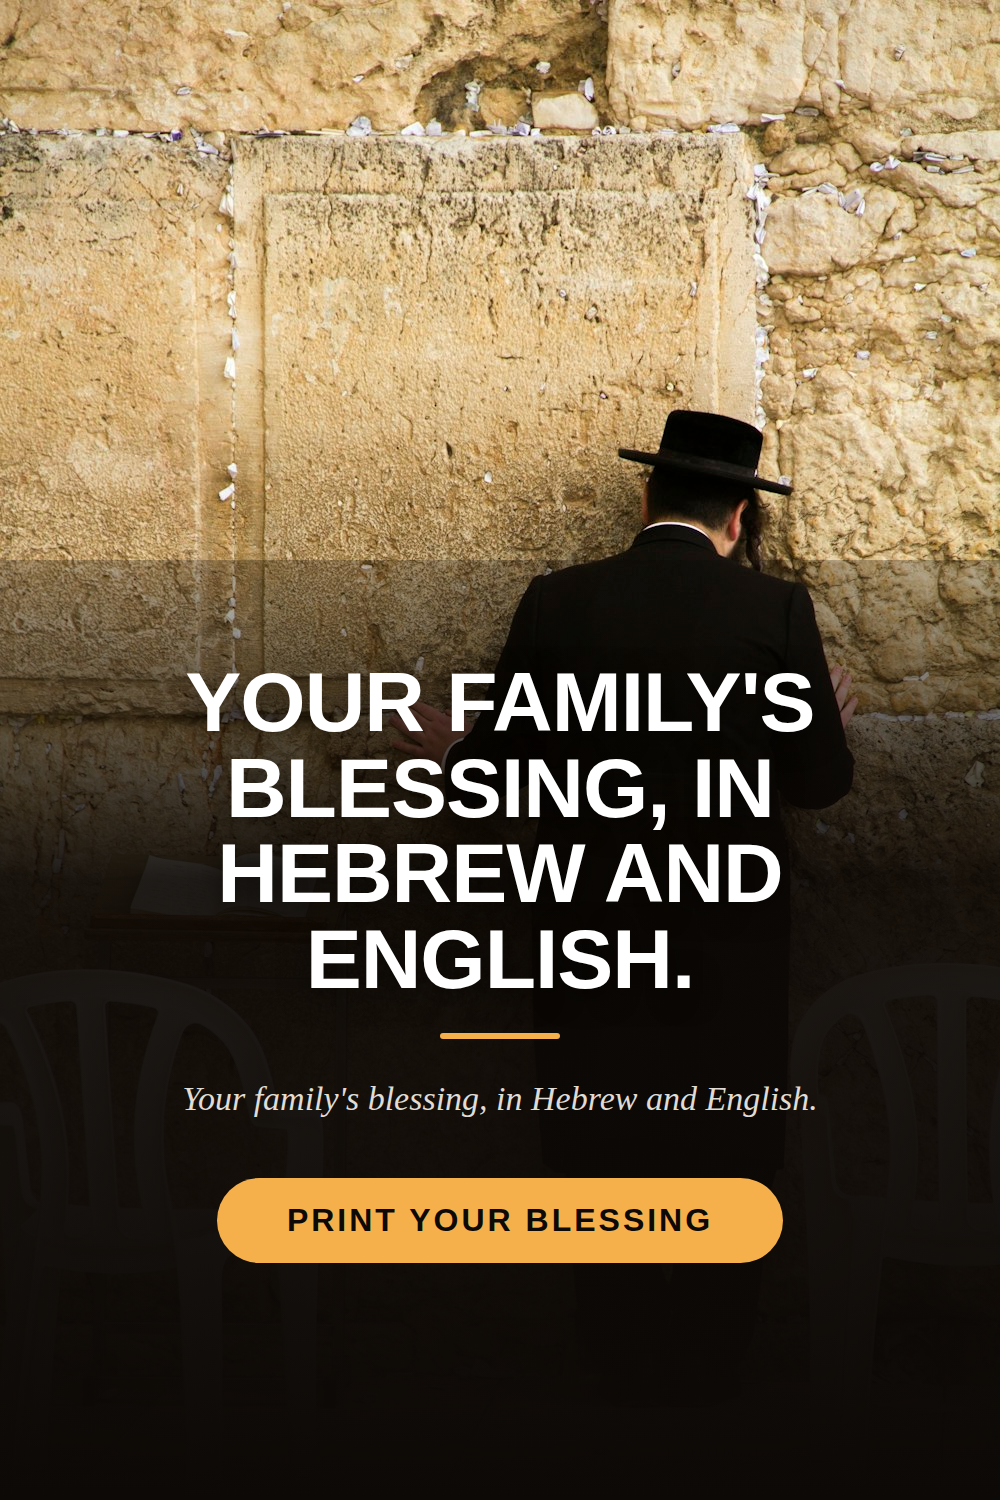 YOUR FAMILY'S
BLESSING, IN
HEBREW AND
ENGLISH.
Your family's blessing, in Hebrew and English.
PRINT YOUR BLESSING